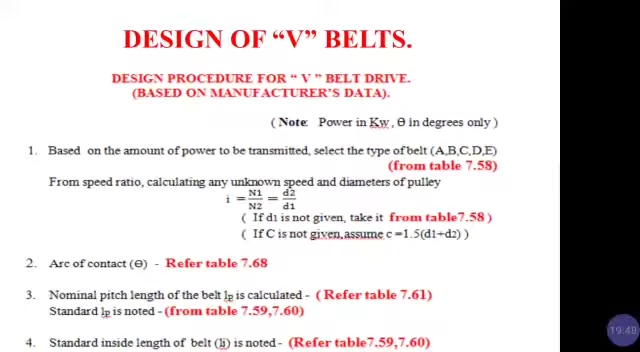 DESIGN OF “V” BELTS.
DESIGN PROCEDURE FOR “ V ” BELT DRIVE.
(BASED ON MANUFACTURER’S DATA).
( Note: Power in Kw , Θ in degrees only )
1. Based on the amount of power to be transmitted, select the type of belt (A,B,C,D,E)
(from table 7.58)
From speed ratio, calculating any unknown speed and diameters of pulley
i = N1/N2 = d2/d1
( If d1 is not given, take it from table7.58 )
( If C is not given,assume c =1.5(d1+d2) )
2. Arc of contact (Θ) - Refer table 7.68
3. Nominal pitch length of the belt lp is calculated - ( Refer table 7.61)
Standard lp is noted -(from table 7.59,7.60)
4. Standard inside length of belt (li) is noted - (Refer table7.59,7.60)
19:48